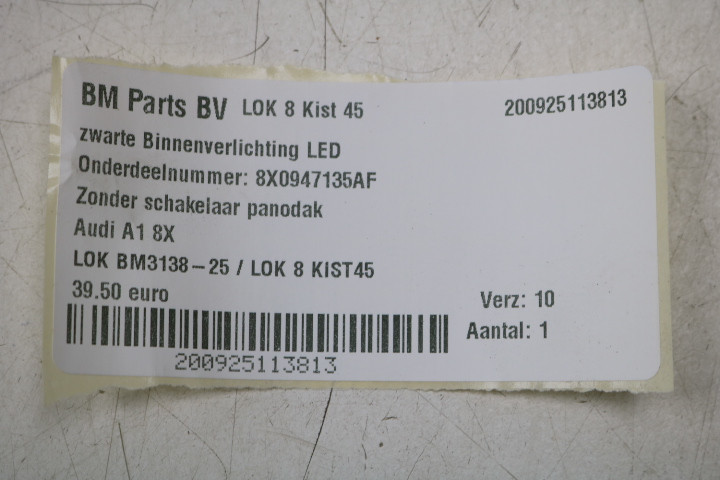 BM Parts BV LOK 8 Kist 45 200925113813
zwarte Binnenverlichting LED
Onderdeelnummer: 8X0947135AF
Zonder schakelaar panodak
Audi A1 8X
LOK BM3138-25 / LOK 8 KIST45
39.50 euro Verz: 10
Aantal: 1
200925113813